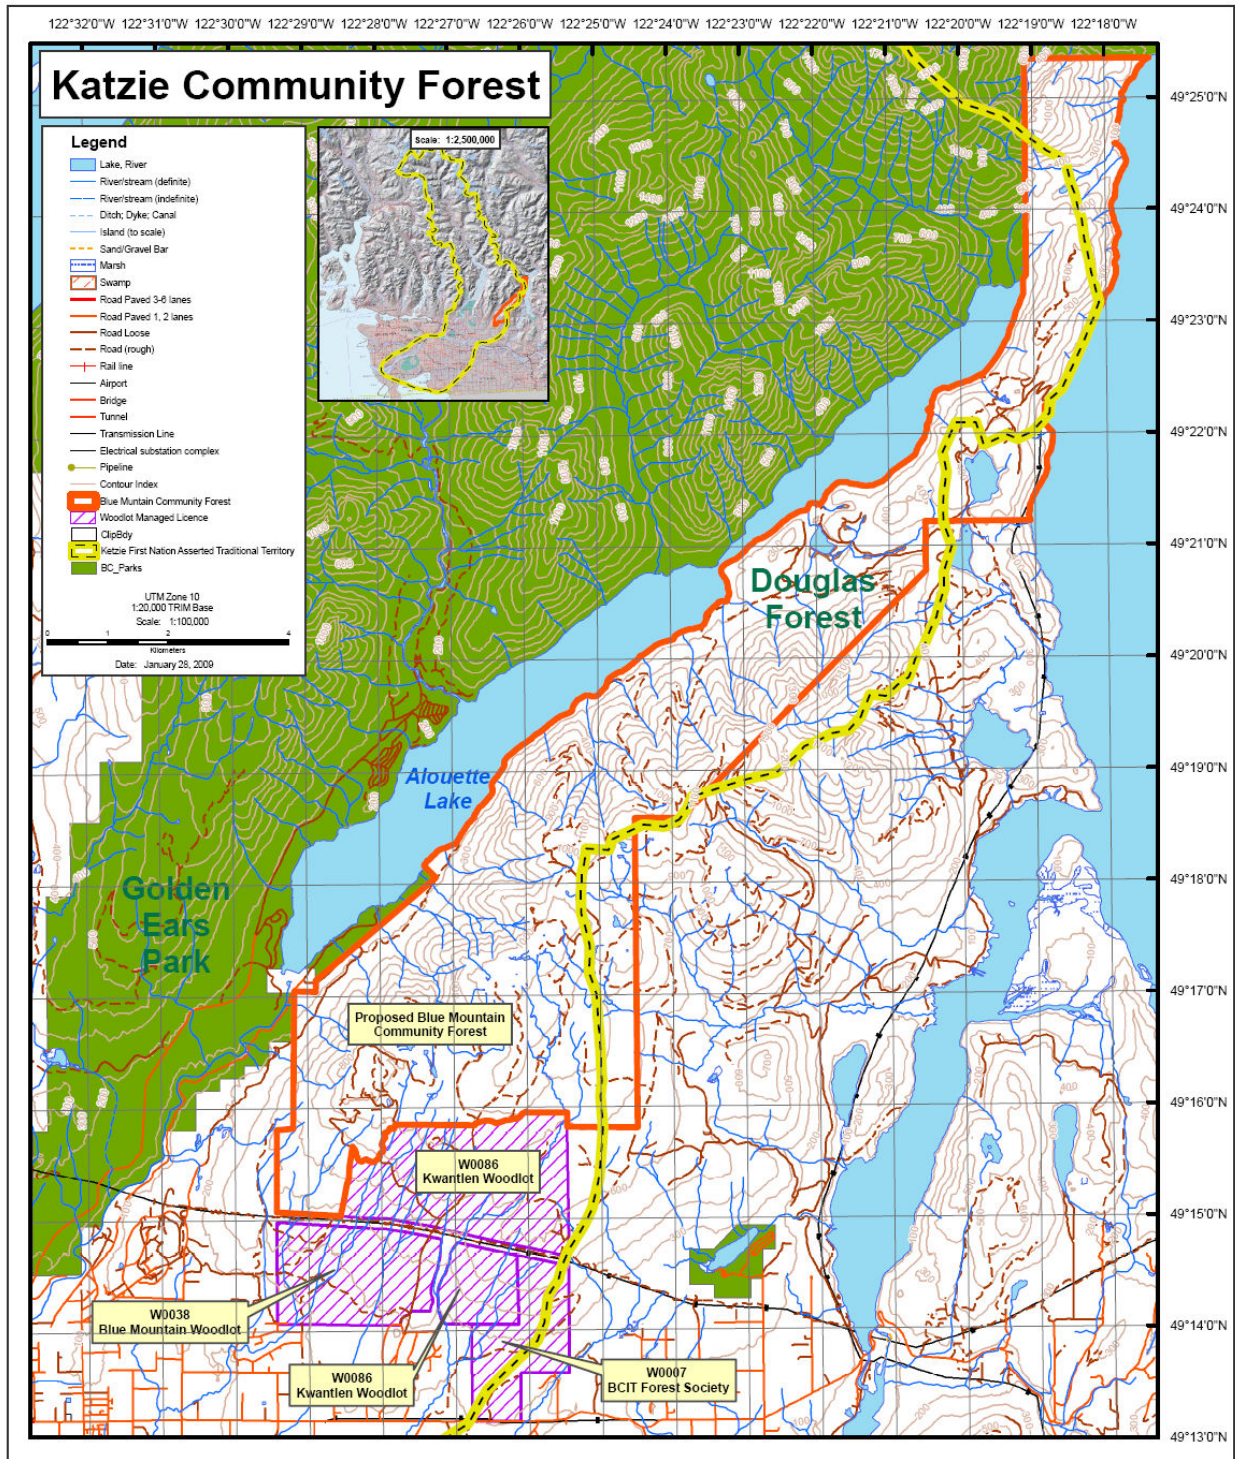 122°32'0"W 122°31'0"W 122°30'0"W 122°29'0"W 122°28'0"W 122°27'0"W 122°26'0"W 122°25'0"W 122°24'0"W 122°23'0"W 122°22'0"W 122°21'0"W 122°20'0"W 122°19'0"W 122°18'0"W
Katzie Community Forest
Legend
Lake, River
River/stream (definite)
River/stream (indefinite)
Ditch; Dyke; Canal
Island (to scale)
Sand/Gravel Bar
Marsh
Swamp
Road Paved 3-6 lanes
Road Paved 1, 2 lanes
Road Loose
Road (rough)
Rail line
Airport
Bridge
Tunnel
Transmission Line
Electrical substation complex
Pipeline
Contour Index
Blue Muntain Community Forest
Woodlot Managed Licence
ClipBdy
Ketzie First Nation Asserted Traditional Territory
BC_Parks
UTM Zone 10
1:20,000 TRIM Base
Scale: 1:100,000
0 1 2 4
Kilometers
Date: January 28, 2009
Scale: 1:2,500,000
49°25'0"N
49°24'0"N
49°23'0"N
49°22'0"N
49°21'0"N
49°20'0"N
49°19'0"N
49°18'0"N
49°17'0"N
49°16'0"N
49°15'0"N
49°14'0"N
49°13'0"N
Douglas
Forest
Alouette
Lake
Golden
Ears
Park
Proposed Blue Mountain
Community Forest
W0086
Kwantlen Woodlot
W0038
Blue Mountain Woodlot
W0086
Kwantlen Woodlot
W0007
BCIT Forest Society